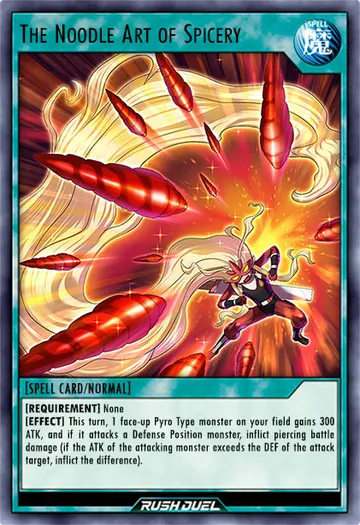 The Noodle Art of Spicery
SPELL
魔
[SPELL CARD/NORMAL]
[REQUIREMENT] None
[EFFECT] This turn, 1 face-up Pyro Type monster on your field gains 300
ATK, and if it attacks a Defense Position monster, inflict piercing battle
damage (if the ATK of the attacking monster exceeds the DEF of the attack
target, inflict the difference).
RUSH DUEL